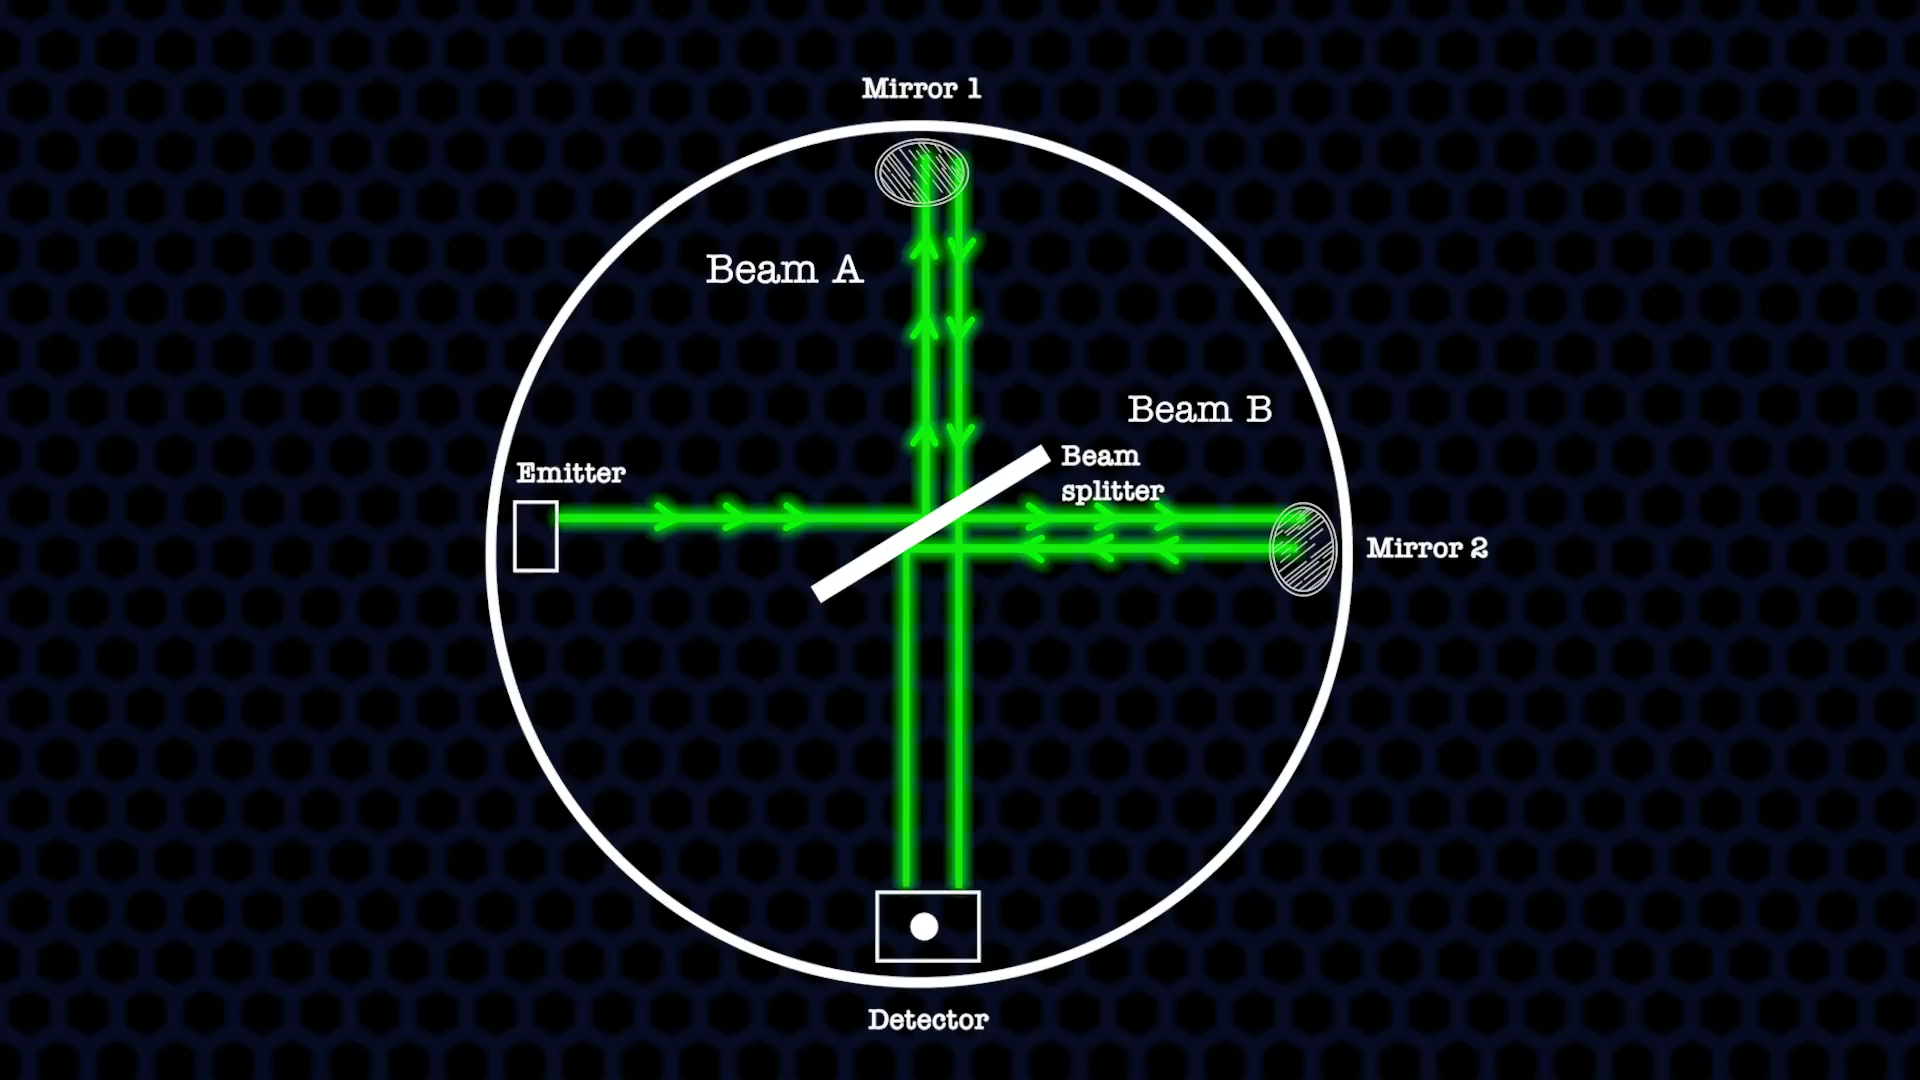 Mirror 1
Beam A
Beam B
Beam
splitter
Emitter
Mirror 2
Detector